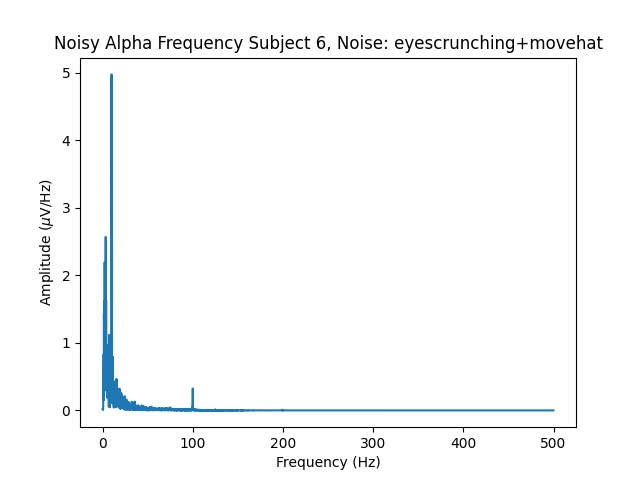 Noisy Alpha Frequency Subject 6, Noise: eyescrunching+movehat
5
4
3
2
1
0
Amplitude (μV/Hz)
0 100 200 300 400 500
Frequency (Hz)